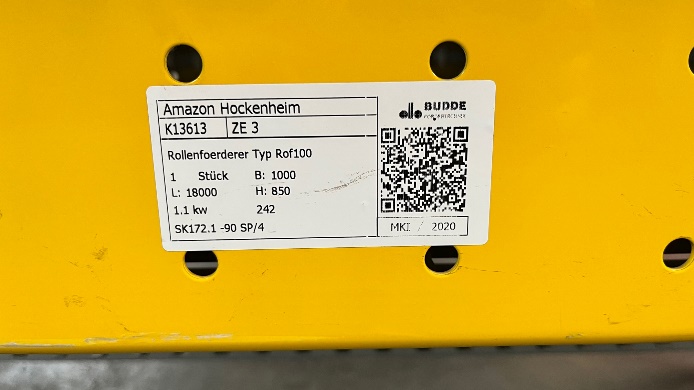 Amazon Hockenheim
K13613 ZE 3
Rollenfoerderer Typ Rof100
1 Stück B: 1000
L: 18000 H: 850
1.1 kw 242
SK172.1 -90 SP/4
BUDDE
FÖRDERTECHNIK
MKI / 2020